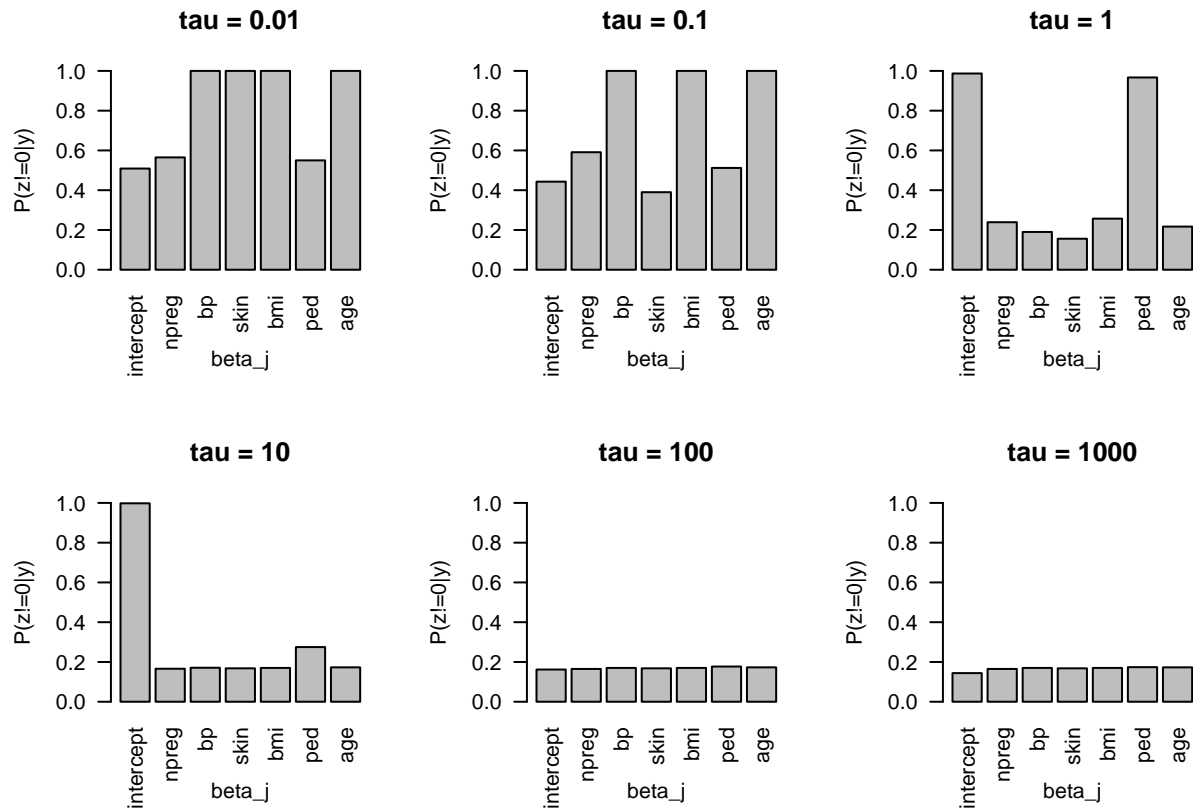 tau = 0.01
P(z!=0|y)
1.0
0.8
0.6
0.4
0.2
0.0
intercept
npreg
bp
skin
bmi
ped
age
beta_j
tau = 0.1
P(z!=0|y)
1.0
0.8
0.6
0.4
0.2
0.0
intercept
npreg
bp
skin
bmi
ped
age
beta_j
tau = 1
P(z!=0|y)
1.0
0.8
0.6
0.4
0.2
0.0
intercept
npreg
bp
skin
bmi
ped
age
beta_j
tau = 10
P(z!=0|y)
1.0
0.8
0.6
0.4
0.2
0.0
intercept
npreg
bp
skin
bmi
ped
age
beta_j
tau = 100
P(z!=0|y)
1.0
0.8
0.6
0.4
0.2
0.0
intercept
npreg
bp
skin
bmi
ped
age
beta_j
tau = 1000
P(z!=0|y)
1.0
0.8
0.6
0.4
0.2
0.0
intercept
npreg
bp
skin
bmi
ped
age
beta_j